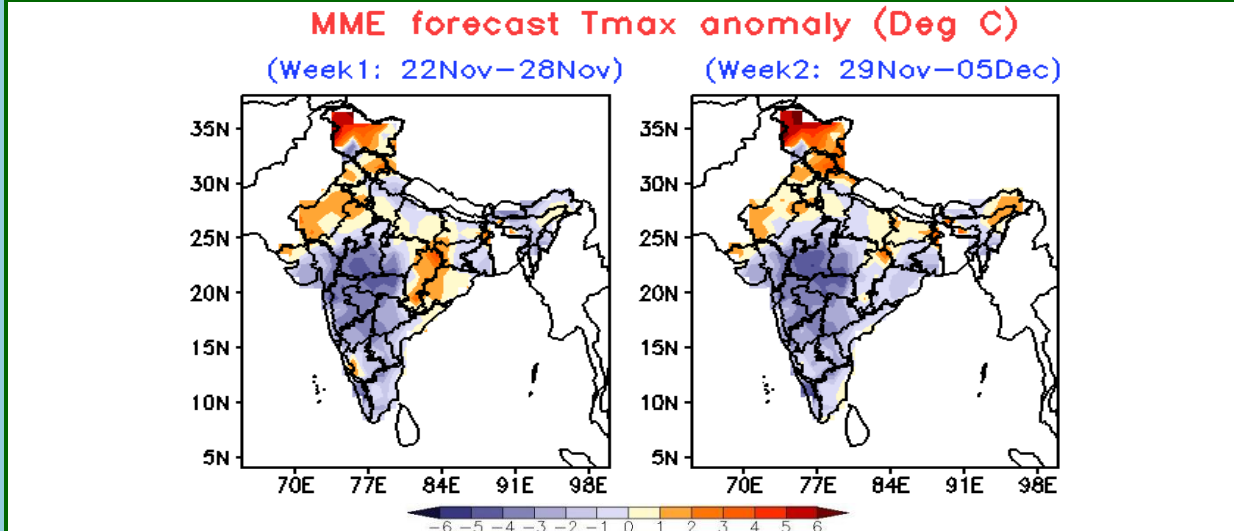 MME forecast Tmax anomaly (Deg C)
(Week1: 22Nov–28Nov)
(Week2: 29Nov–05Dec)
35N
30N
25N
20N
15N
10N
5N
70E 77E 84E 91E 98E
35N
30N
25N
20N
15N
10N
5N
70E 77E 84E 91E 98E
−6 −5 −4 −3 −2 −1 0 1 2 3 4 5 6